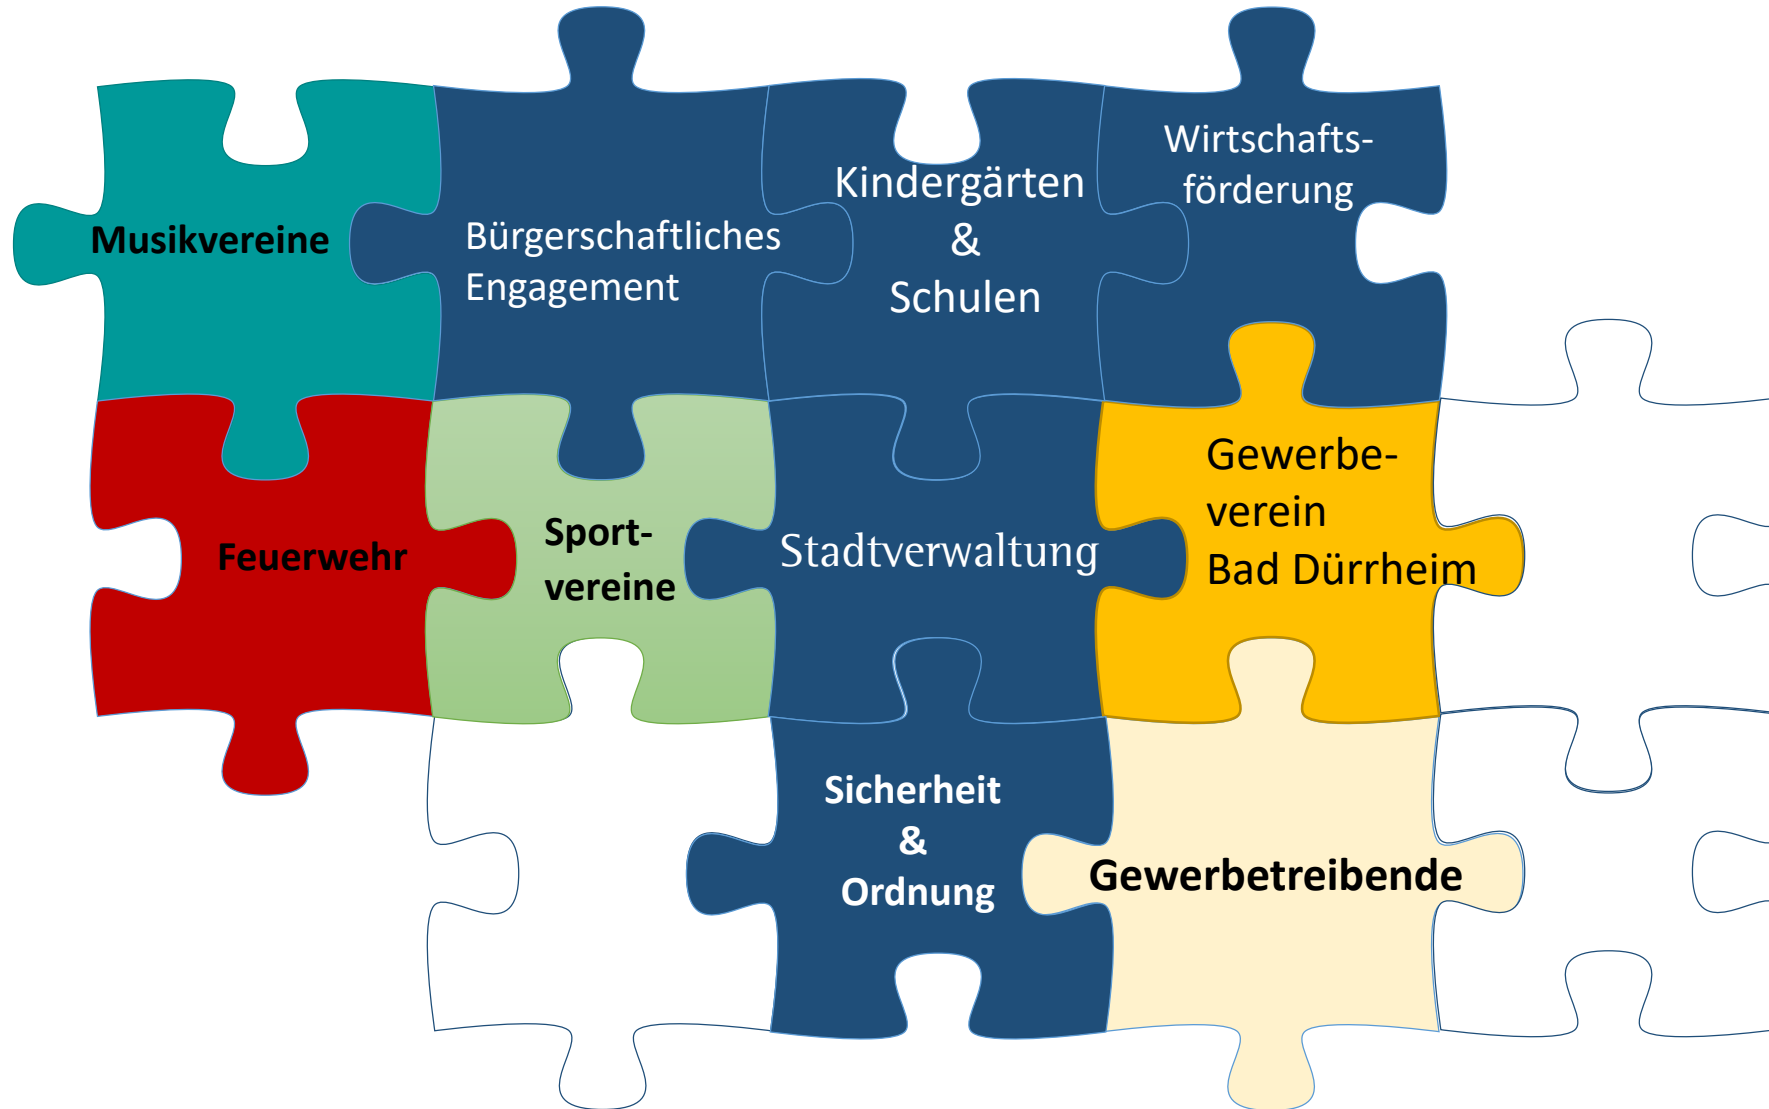 Musikvereine
Bürgerschaftliches
Engagement
Kindergärten
&
Schulen
Wirtschafts-
förderung
Feuerwehr
Sport-
vereine
Stadtverwaltung
Gewerbe-
verein
Bad Dürrheim
Sicherheit
&
Ordnung
Gewerbetreibende